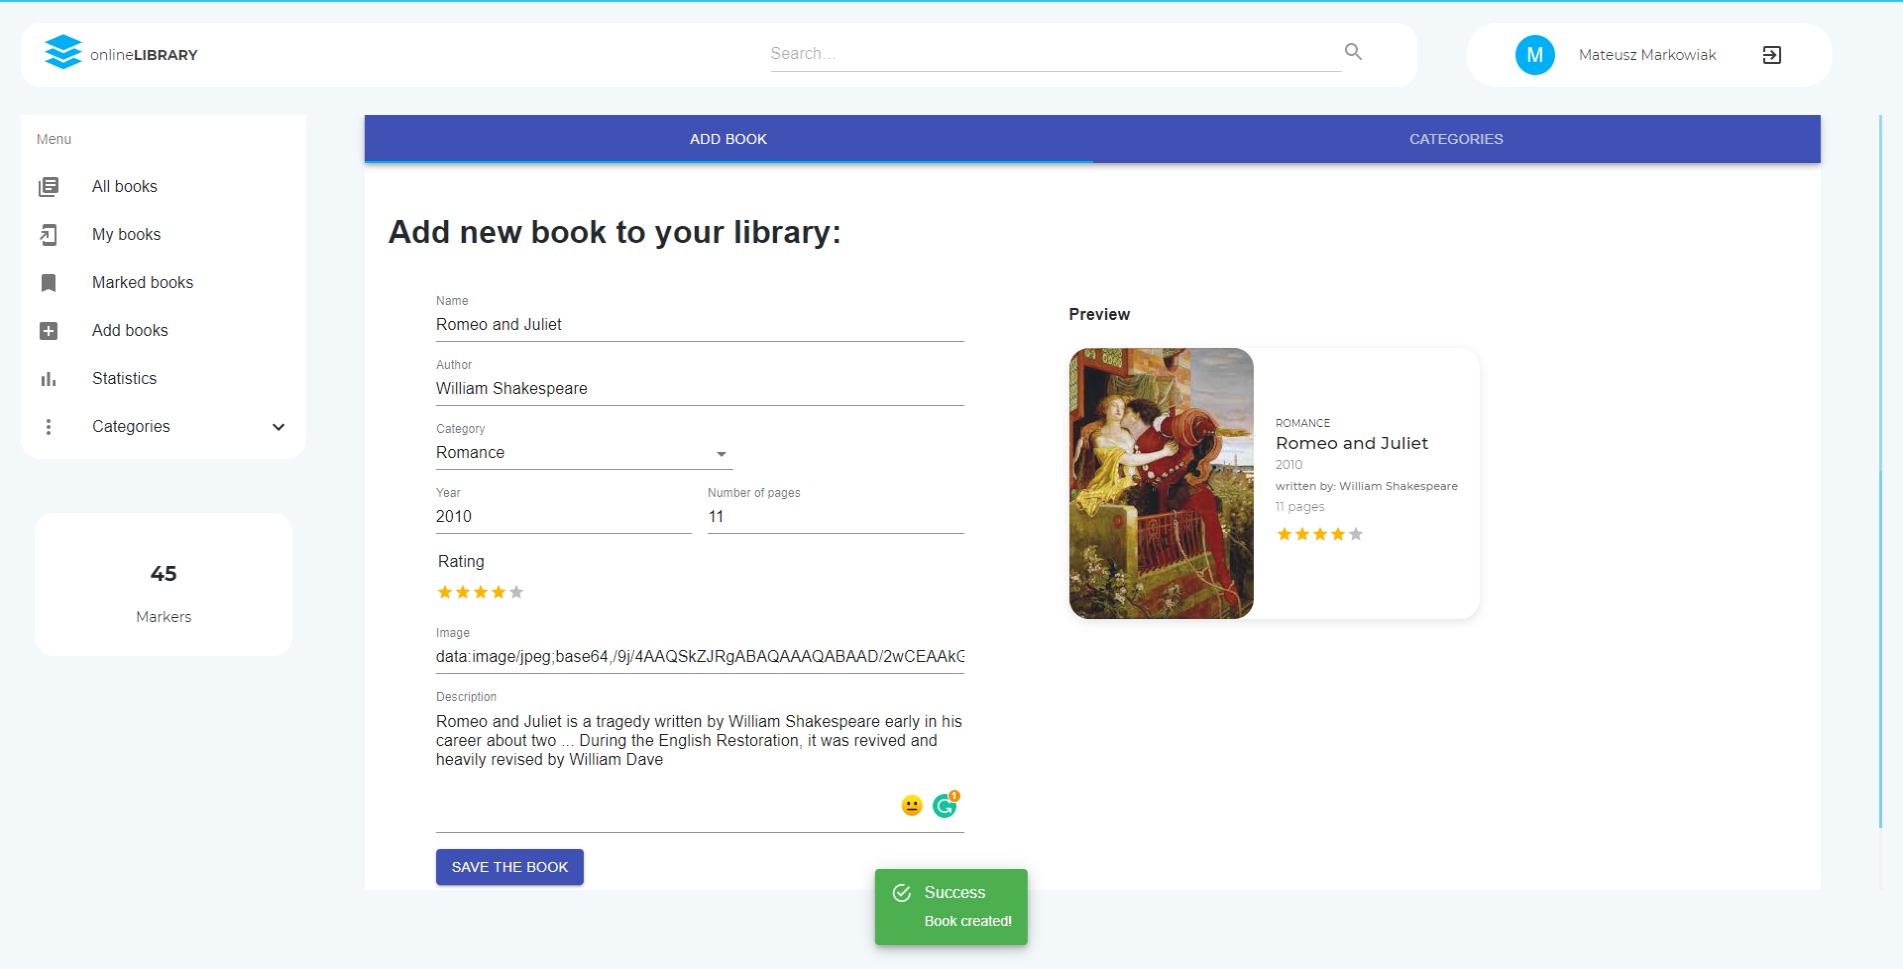 onlineLIBRARY
Search...
M
Mateusz Markowiak
Menu
All books
My books
Marked books
Add books
Statistics
Categories
45
Markers
ADD BOOK
CATEGORIES
Add new book to your library:
Name
Romeo and Juliet
Author
William Shakespeare
Category
Romance
Year
Number of pages
2010
11
Rating
Image
data:image/jpeg;base64,/9j/4AAQSkZJRgABAQAAAQABAAD/2wCEAAk
Description
Romeo and Juliet is a tragedy written by William Shakespeare early in his
career about two ... During the English Restoration, it was revived and
heavily revised by William Dave
1
SAVE THE BOOK
Preview
ROMANCE
Romeo and Juliet
2010
written by: William Shakespeare
11 pages
Success
Book created!